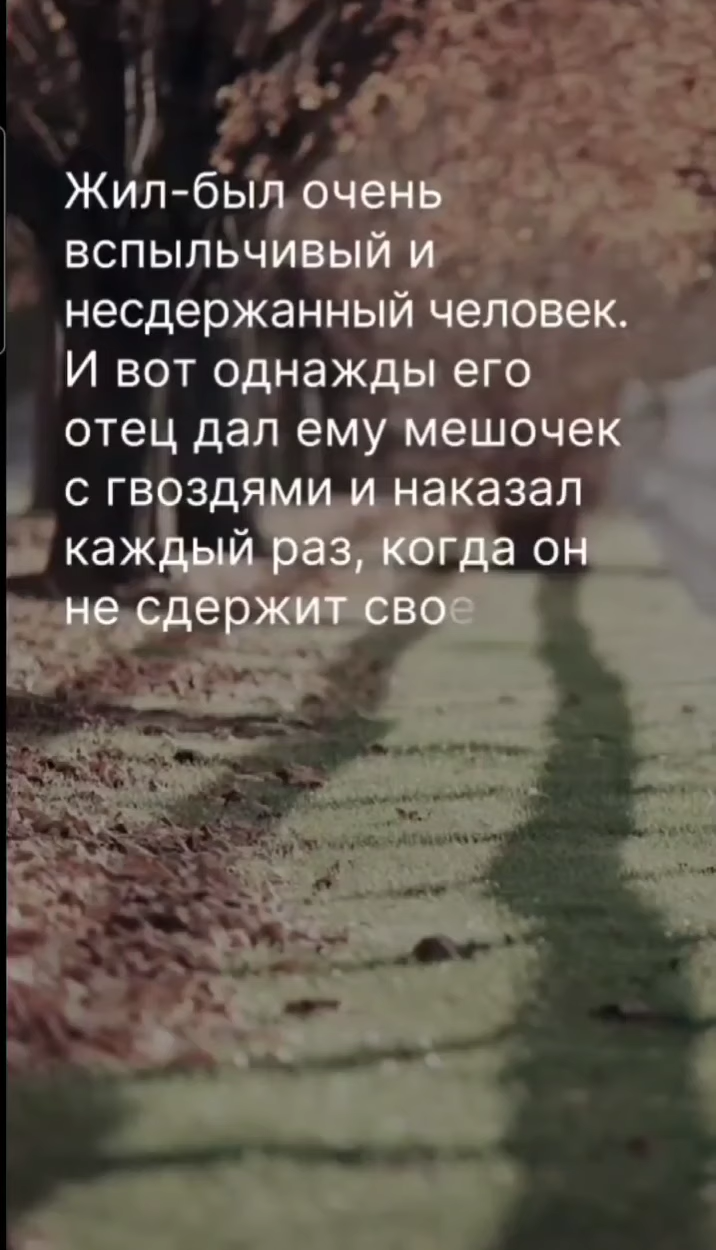 Жил-был очень
вспыльчивый и
несдержанный человек.
И вот однажды его
отец дал ему мешочек
с гвоздями и наказал
каждый раз, когда он
не сдержит свое